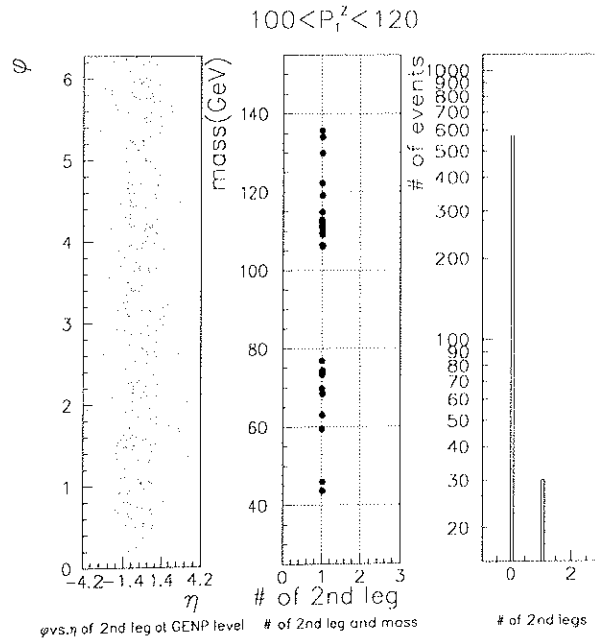 100<P_T^Z<120
φ
6
5
4
3
2
1
0
-4.2 -1.4 1.4 4.2
η
φvs.η of 2nd leg at GENP level
mass(GeV)
140
120
100
80
60
40
0 1 2 3
# of 2nd leg
# of 2nd leg and mass
# of events
1000
900
800
700
600
500
400
300
200
100
90
80
70
60
50
40
30
20
0 2
# of 2nd legs